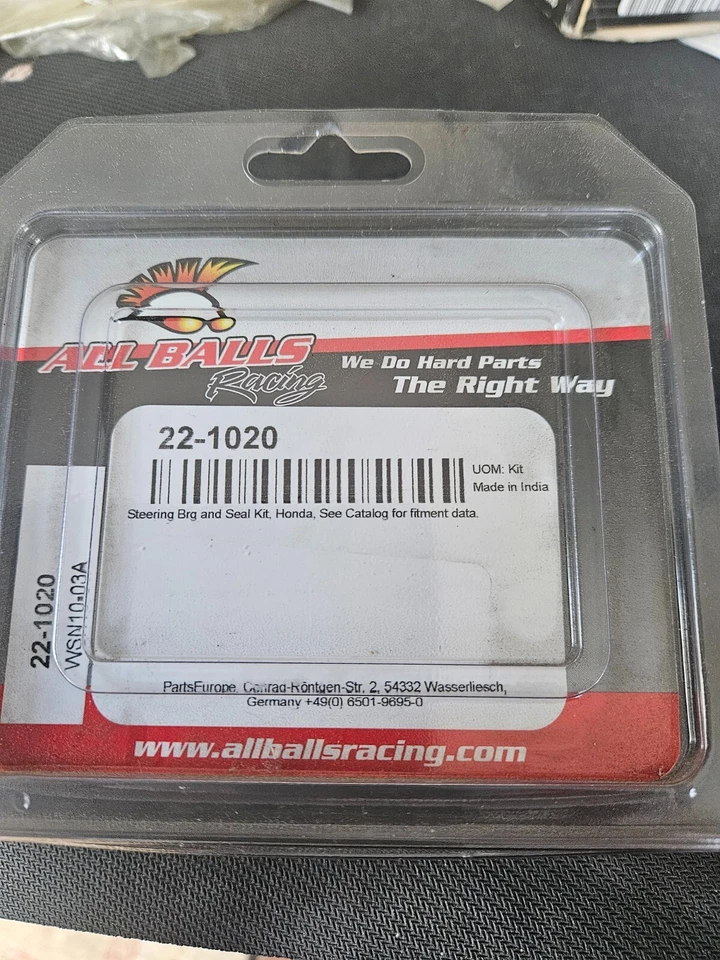 ALL BALLS
Racing
We Do Hard Parts
The Right Way
22-1020
UOM: Kit
Made in India
Steering Brg and Seal Kit, Honda, See Catalog for fitment data.
22-1020
WSN10-03A
PartsEurope, Conrad-Röntgen-Str. 2, 54332 Wasserliesch,
Germany +49(0) 6501-9695-0
www.allballsracing.com